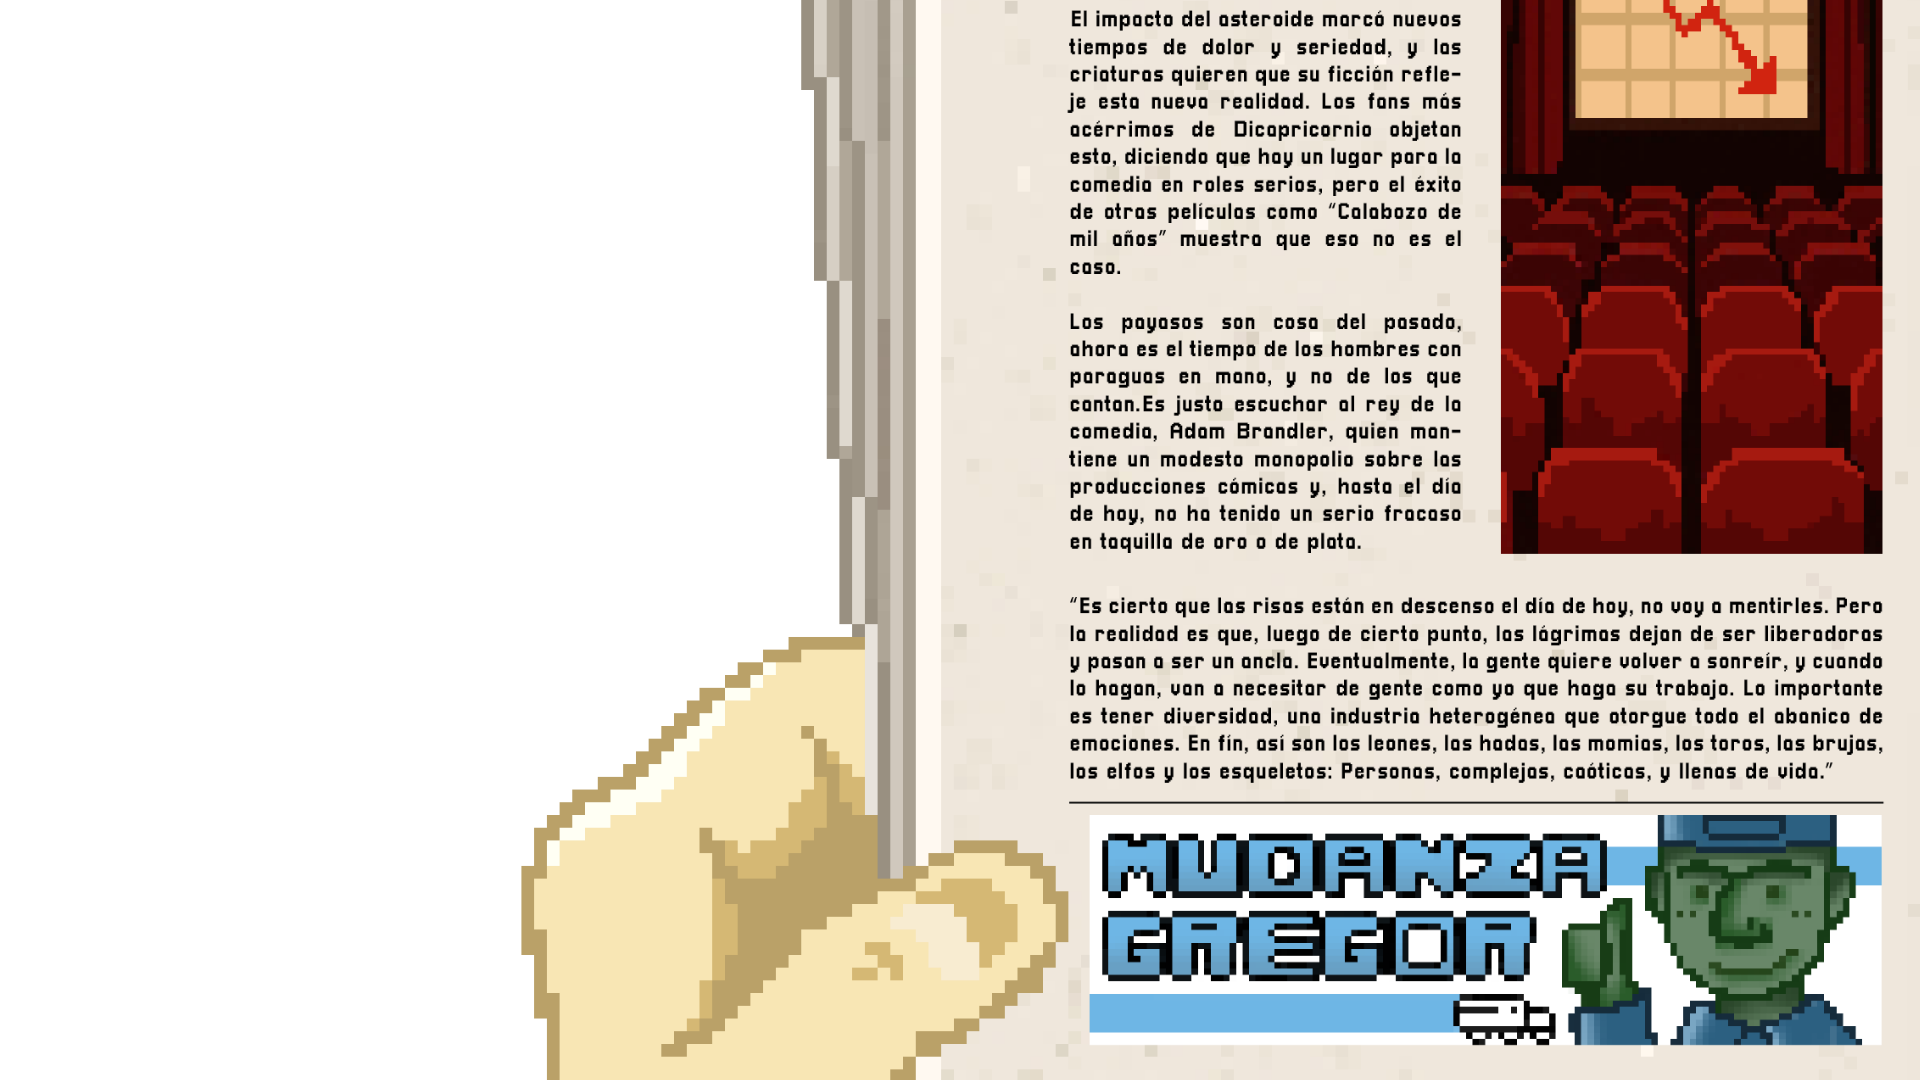 El impacto del asteroide marcó nuevos
tiempos de dolor y seriedad, y las
criaturas quieren que su ficción refle-
je esta nueva realidad. Los fans más
acérrimos de Dicapricornio objetan
esto, diciendo que hay un lugar para la
comedia en roles serios, pero el éxito
de otras películas como “Calabozo de
mil años” muestra que eso no es el
caso.
Los payasos son cosa del pasado,
ahora es el tiempo de los hombres con
paraguas en mano, y no de los que
cantan.Es justo escuchar al rey de la
comedia, Adam Brandler, quien man-
tiene un modesto monopolio sobre las
producciones cómicas y, hasta el día
de hoy, no ha tenido un serio fracaso
en taquilla de oro o de plata.
“Es cierto que las risas están en descenso el día de hoy, no voy a mentirles. Pero
la realidad es que, luego de cierto punto, las lágrimas dejan de ser liberadoras
y pasan a ser un ancla. Eventualmente, la gente quiere volver a sonreír, y cuando
lo hagan, van a necesitar de gente como yo que haga su trabajo. Lo importante
es tener diversidad, una industria heterogénea que otorgue todo el abanico de
emociones. En fín, así son los leones, las hadas, las momias, los toros, las brujas,
los elfos y los esqueletos: Personas, complejas, caóticas, y llenas de vida.”
MUDANZA
GREGOR